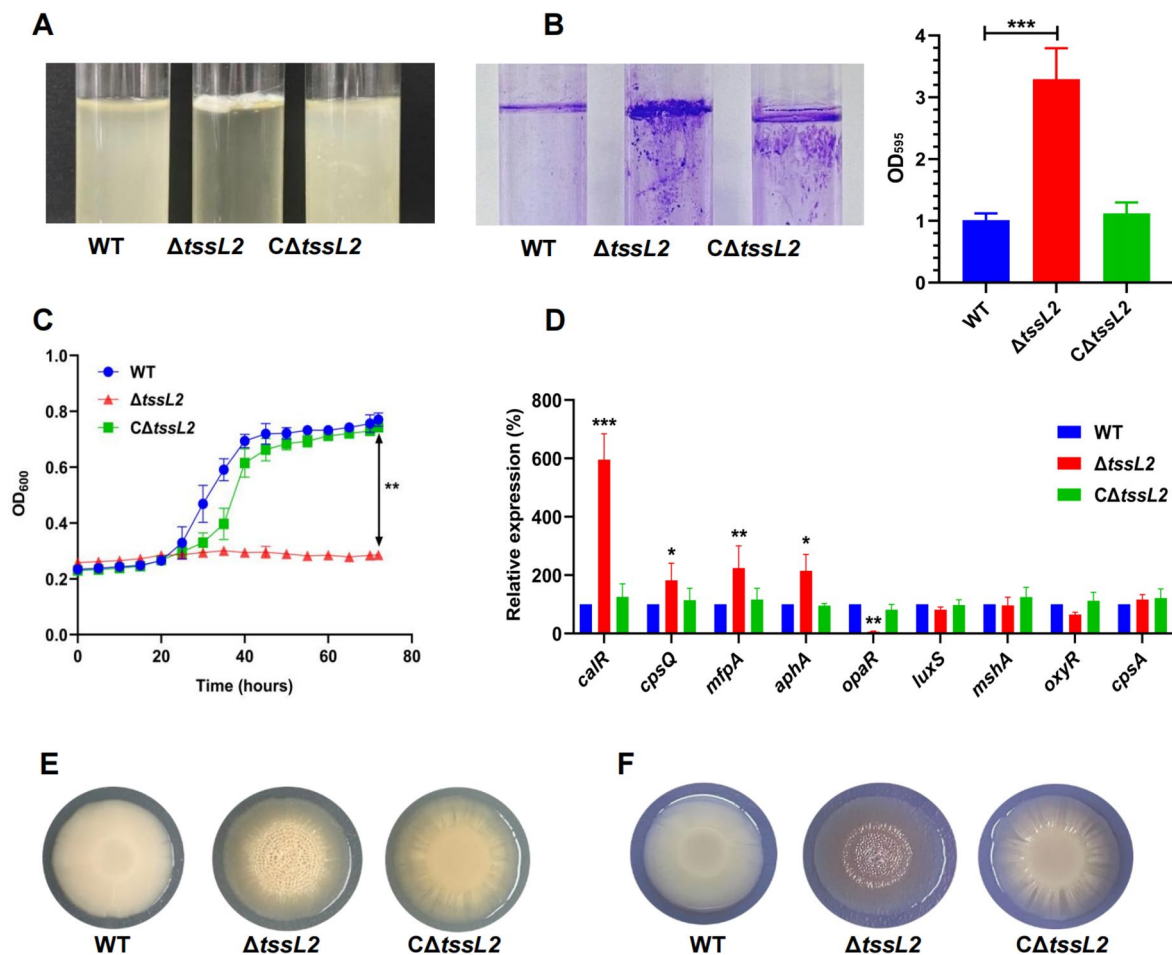 A
WT ΔtssL2 CΔtssL2
B
WT ΔtssL2 CΔtssL2
***
4
3
2
1
0
OD595
WT ΔtssL2 CΔtssL2
C
WT
ΔtssL2
CΔtssL2
**
1.0
0.8
0.6
0.4
0.2
0.0
OD600
0 20 40 60 80
Time (hours)
D
WT
ΔtssL2
CΔtssL2
800
600
400
200
0
Relative expression (%)
*** * ** * **
calR cpsQ mfpA aphA opaR luxS mshA oxyR cpsA
E
WT ΔtssL2 CΔtssL2
F
WT ΔtssL2 CΔtssL2